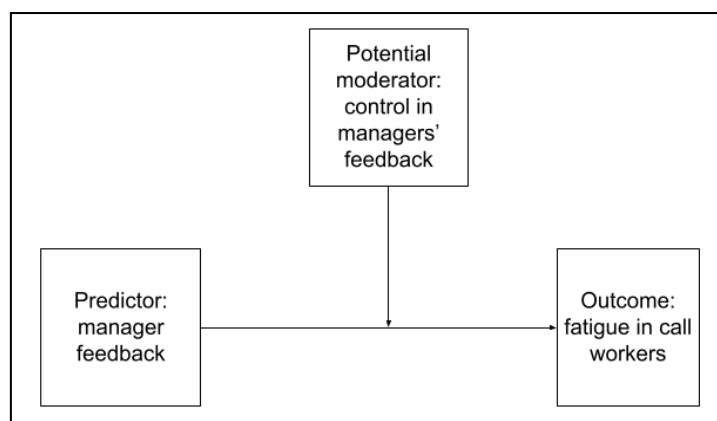 Potential
moderator:
control in
managers’
feedback
Predictor:
manager
feedback
Outcome:
fatigue in call
workers